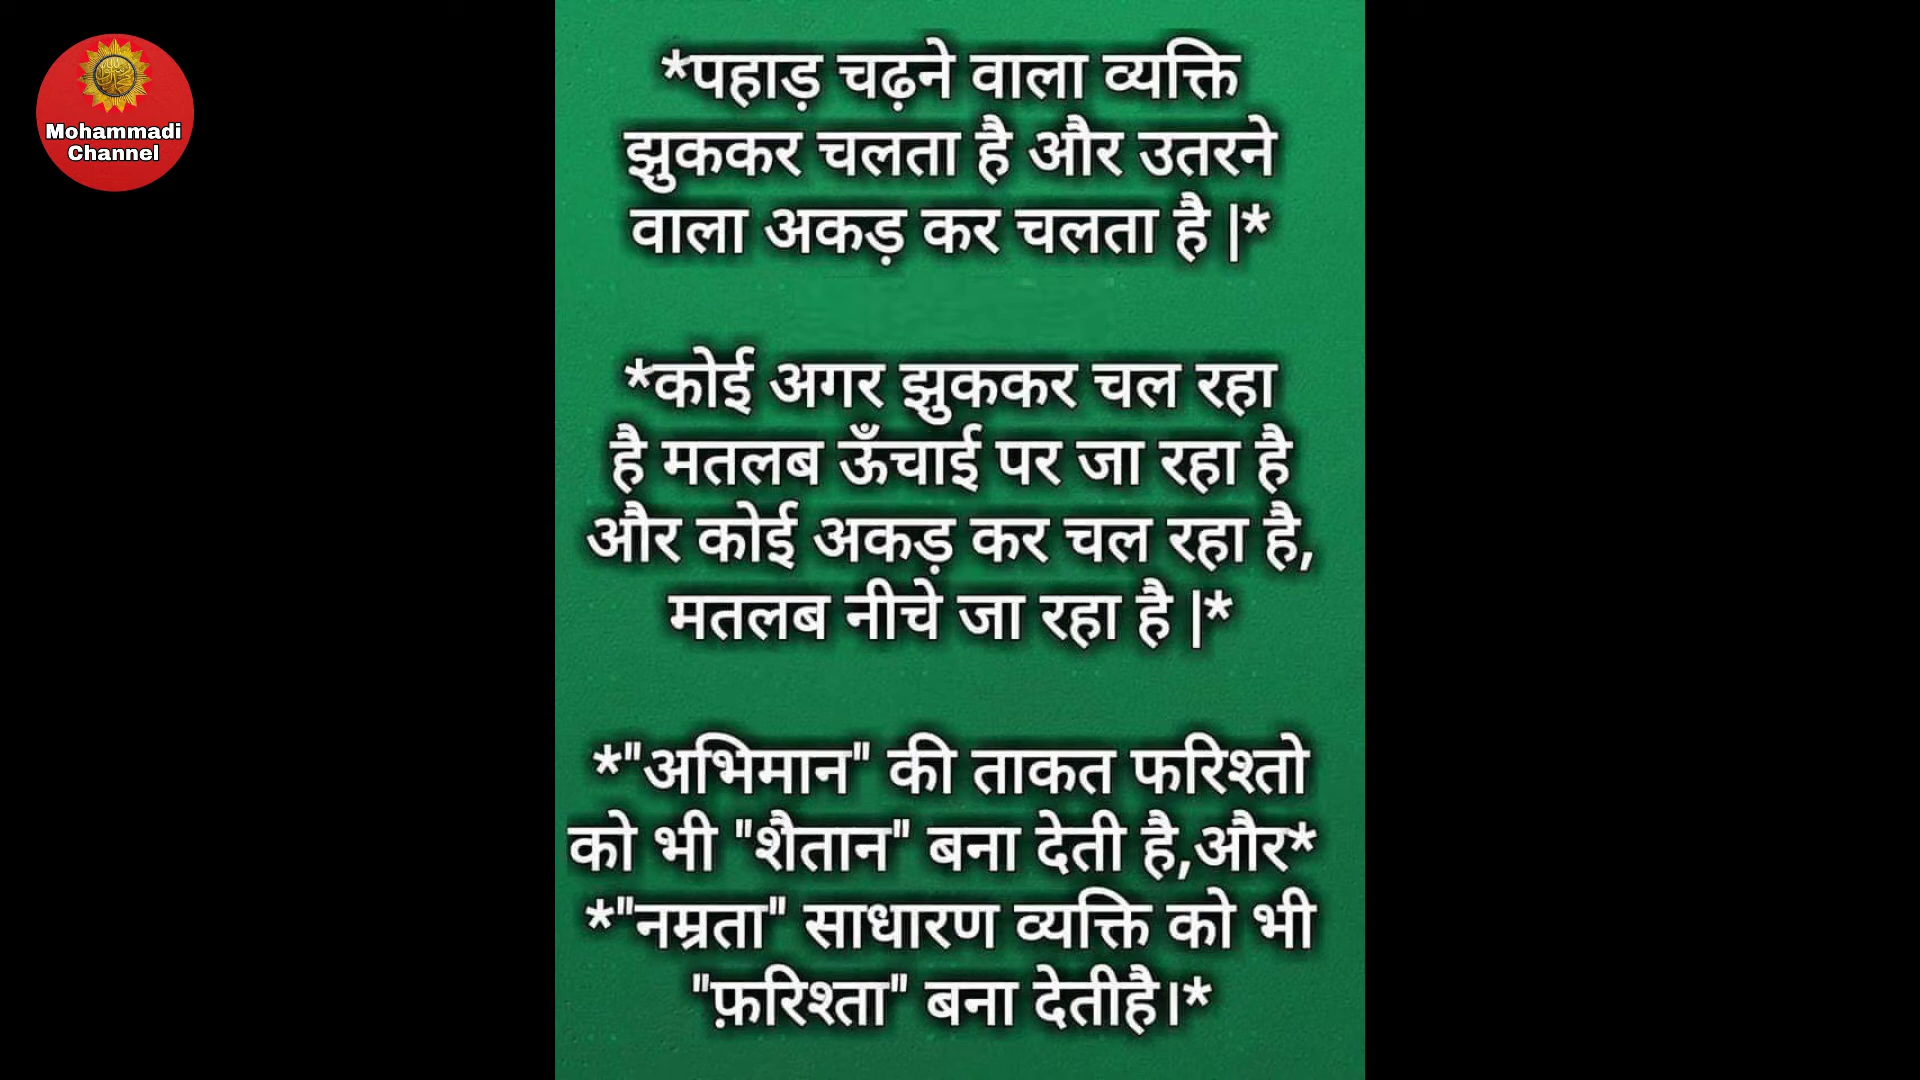 Mohammadi
Channel
*पहाड़ चढ़ने वाला व्यक्ति
झुककर चलता है और उतरने
वाला अकड़ कर चलता है |*
*कोई अगर झुककर चल रहा
है मतलब ऊँचाई पर जा रहा है
और कोई अकड़ कर चल रहा है,
मतलब नीचे जा रहा है |*
*"अभिमान" की ताकत फरिश्तो
को भी "शैतान" बना देती है,और*
*"नम्रता" साधारण व्यक्ति को भी
"फ़रिश्ता" बना देतीहै।*